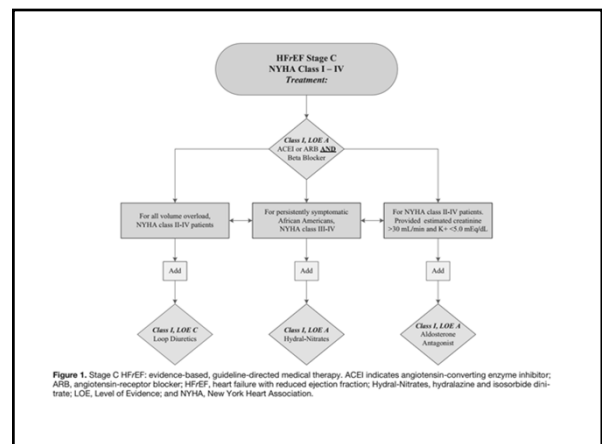 HFrEF Stage C
NYHA Class I – IV
Treatment:
Class I, LOE A
ACEI or ARB AND
Beta Blocker
For all volume overload,
NYHA class II-IV patients
For persistently symptomatic
African Americans,
NYHA class III-IV
For NYHA class II-IV patients.
Provided estimated creatinine
>30 mL/min and K+ <5.0 mEq/dL
Add
Add
Add
Class I, LOE C
Loop Diuretics
Class I, LOE A
Hydral-Nitrates
Class I, LOE A
Aldosterone
Antagonist
Figure 1. Stage C HFrEF: evidence-based, guideline-directed medical therapy. ACEI indicates angiotensin-converting enzyme inhibitor;
ARB, angiotensin-receptor blocker; HFrEF, heart failure with reduced ejection fraction; Hydral-Nitrates, hydralazine and isosorbide dini-
trate; LOE, Level of Evidence; and NYHA, New York Heart Association.